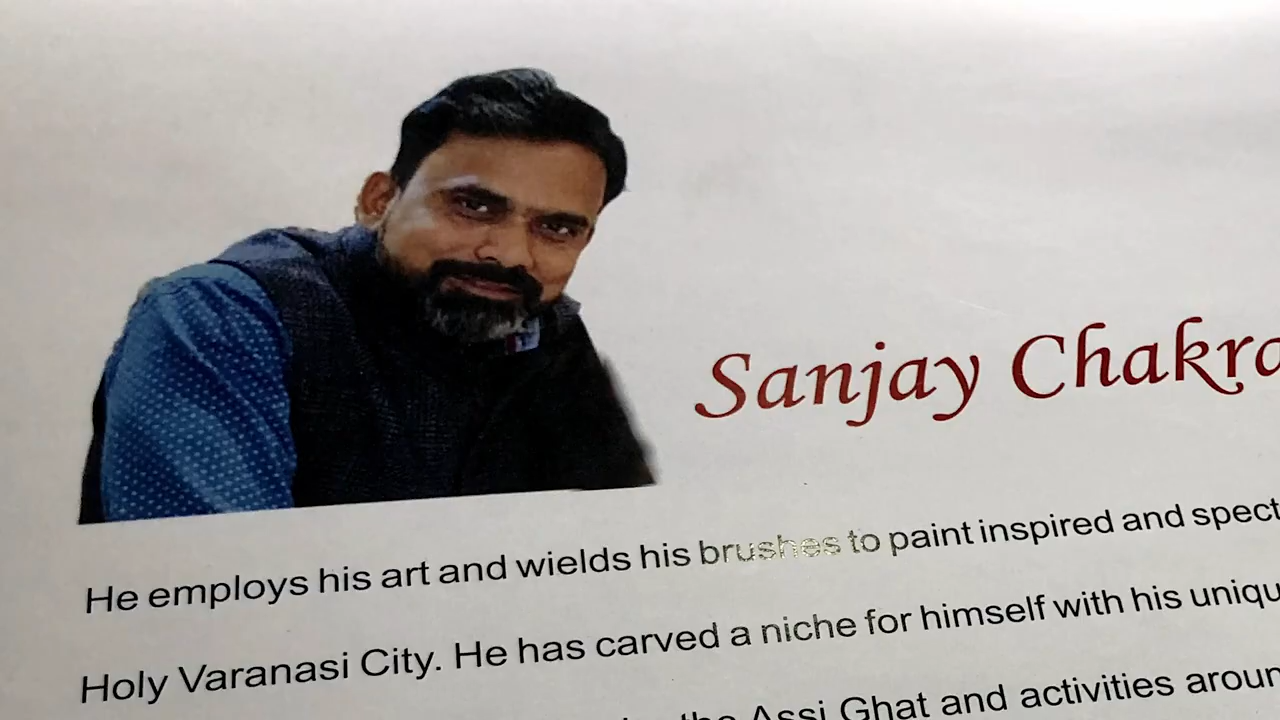 Sanjay Chakra
He employs his art and wields his brushes to paint inspired and spect
Holy Varanasi City. He has carved a niche for himself with his uniqu
the Assi Ghat and activities aroun